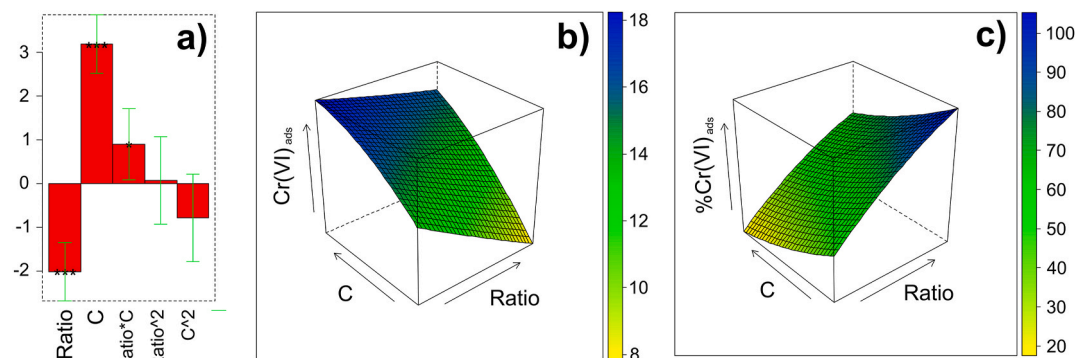 a)
3
1
0
-1
-2
***
***
*
Ratio
C
atio*C
atio^2
C^2
b)
Cr(VI)ads
C
Ratio
18
16
14
12
10
8
c)
%Cr(VI)ads
C
Ratio
100
90
80
70
60
50
40
30
20